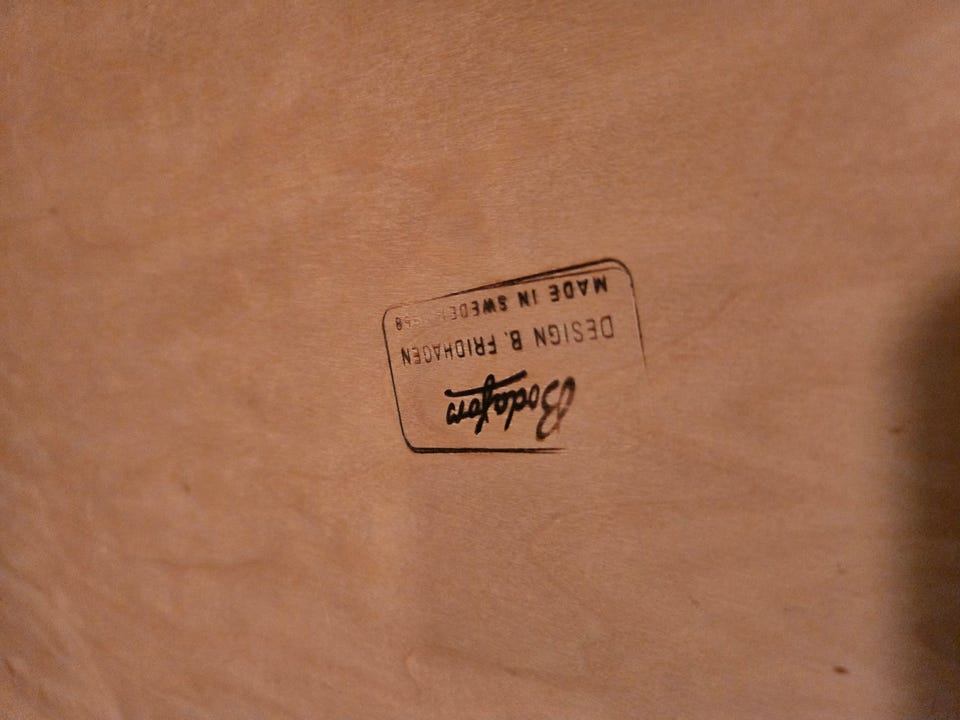 Bodafors
DESIGN B. FRIDHAGEN
MADE IN SWEDEN